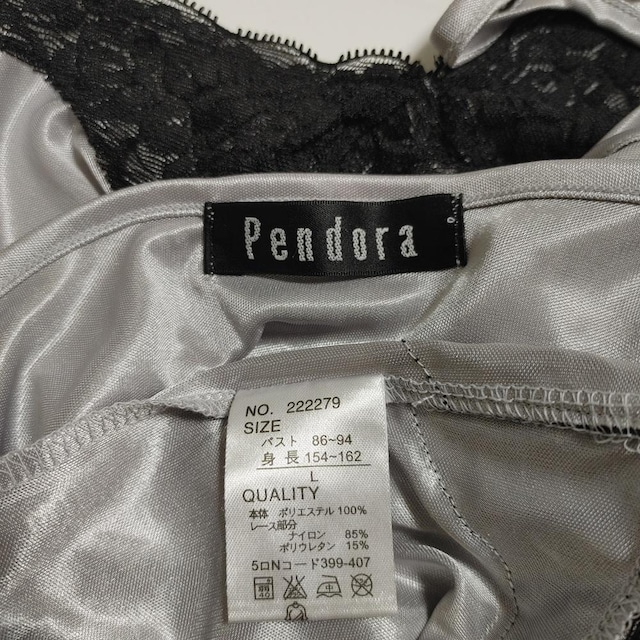 Pendora
NO. 222279
SIZE
バスト 86~94
身 長 154~162
L
QUALITY
本体 ポリエステル 100%
レース部分
ナイロン 85%
ポリウレタン 15%
5ロNコード399-407